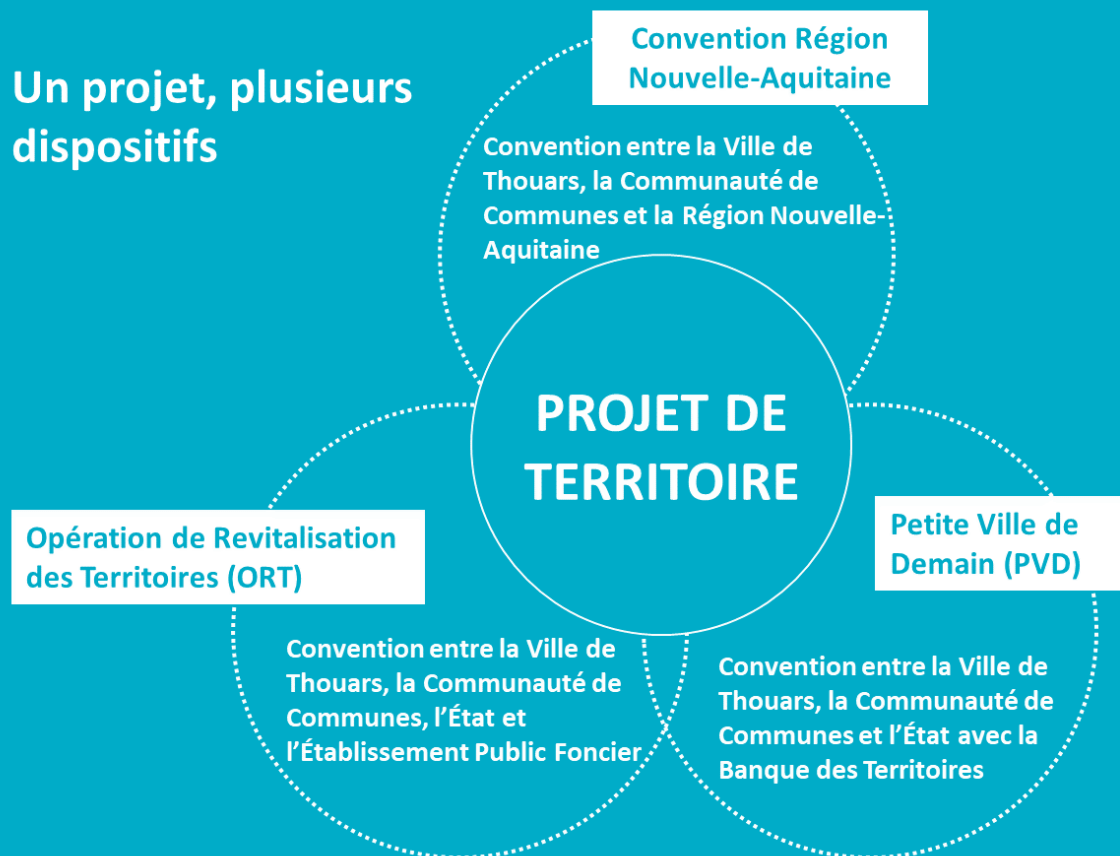 Un projet, plusieurs
dispositifs
Convention Région
Nouvelle-Aquitaine
Convention entre la Ville de
Thouars, la Communauté de
Communes et la Région Nouvelle-
Aquitaine
PROJET DE
TERRITOIRE
Opération de Revitalisation
des Territoires (ORT)
Convention entre la Ville de
Thouars, la Communauté de
Communes, l’État et
l’Établissement Public Foncier
Petite Ville de
Demain (PVD)
Convention entre la Ville de
Thouars, la Communauté de
Communes et l’État avec la
Banque des Territoires